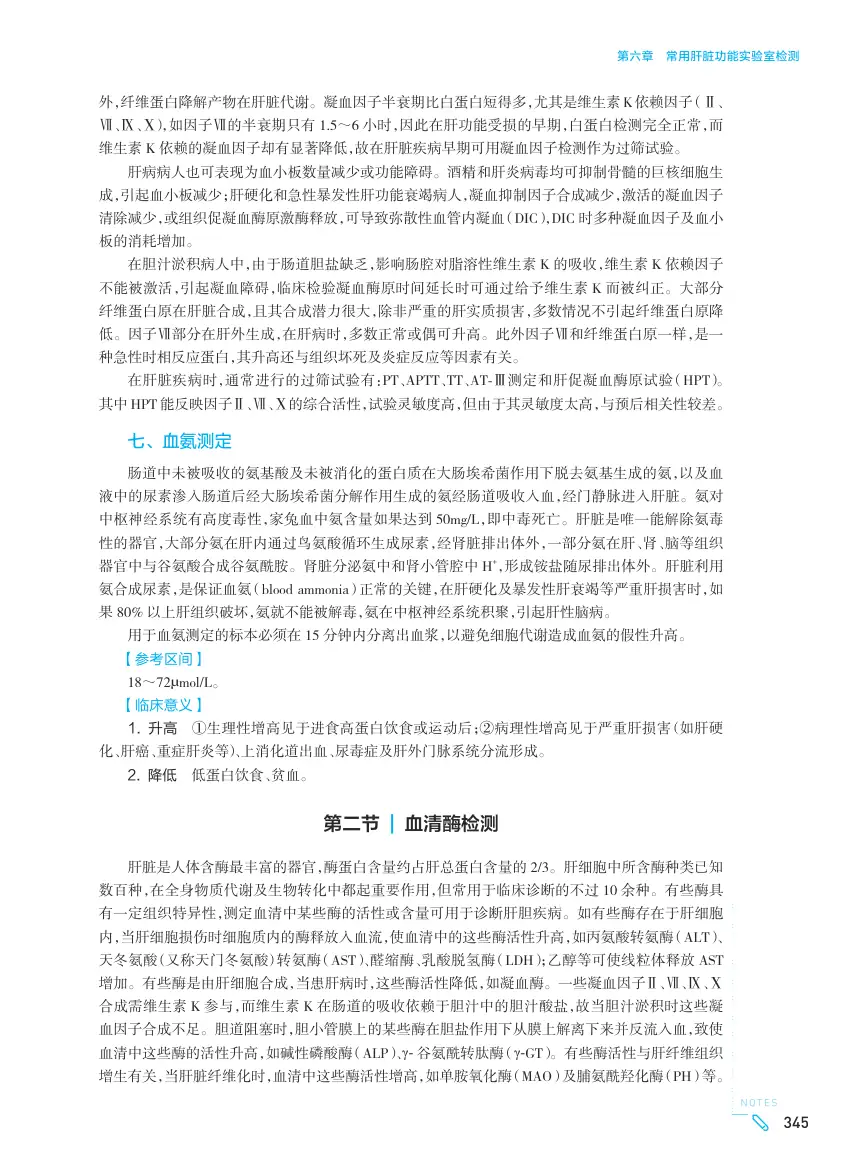 第六章 常用肝脏功能实验室检测
外,纤维蛋白降解产物在肝脏代谢。凝血因子半衰期比白蛋白短得多,尤其是维生素K依赖因子(Ⅱ、
Ⅶ、Ⅸ、Ⅹ),如因子Ⅶ的半衰期只有 1.5~6 小时,因此在肝功能受损的早期,白蛋白检测完全正常,而
维生素 K 依赖的凝血因子却有显著降低,故在肝脏疾病早期可用凝血因子检测作为过筛试验。
肝病病人也可表现为血小板数量减少或功能障碍。酒精和肝炎病毒均可抑制骨髓的巨核细胞生
成,引起血小板减少;肝硬化和急性暴发性肝功能衰竭病人,凝血抑制因子合成减少,激活的凝血因子
清除减少,或组织促凝血酶原激酶释放,可导致弥散性血管内凝血(DIC),DIC 时多种凝血因子及血小
板的消耗增加。
在胆汁淤积病人中,由于肠道胆盐缺乏,影响肠腔对脂溶性维生素 K 的吸收,维生素 K 依赖因子
不能被激活,引起凝血障碍,临床检验凝血酶原时间延长时可通过给予维生素 K 而被纠正。大部分
纤维蛋白原在肝脏合成,且其合成潜力很大,除非严重的肝实质损害,多数情况不引起纤维蛋白原降
低。因子Ⅶ部分在肝外生成,在肝病时,多数正常或偶可升高。此外因子Ⅶ和纤维蛋白原一样,是一
种急性时相反应蛋白,其升高还与组织坏死及炎症反应等因素有关。
在肝脏疾病时,通常进行的过筛试验有:PT、APTT、TT、AT-Ⅲ测定和肝促凝血酶原试验(HPT)。
其中 HPT 能反映因子Ⅱ、Ⅶ、Ⅹ的综合活性,试验灵敏度高,但由于其灵敏度太高,与预后相关性较差。
七、血氨测定
肠道中未被吸收的氨基酸及未被消化的蛋白质在大肠埃希菌作用下脱去氨基生成的氨,以及血
液中的尿素渗入肠道后经大肠埃希菌分解作用生成的氨经肠道吸收入血,经门静脉进入肝脏。氨对
中枢神经系统有高度毒性,家兔血中氨含量如果达到 50mg/L,即中毒死亡。肝脏是唯一能解除氨毒
性的器官,大部分氨在肝内通过鸟氨酸循环生成尿素,经肾脏排出体外,一部分氨在肝、肾、脑等组织
器官中与谷氨酸合成谷氨酰胺。肾脏分泌氨中和肾小管腔中 H⁺,形成铵盐随尿排出体外。肝脏利用
氨合成尿素,是保证血氨(blood ammonia)正常的关键,在肝硬化及暴发性肝衰竭等严重肝损害时,如
果 80% 以上肝组织破坏,氨就不能被解毒,氨在中枢神经系统积聚,引起肝性脑病。
用于血氨测定的标本必须在 15 分钟内分离出血浆,以避免细胞代谢造成血氨的假性升高。
【参考区间】
18~72μmol/L。
【临床意义】
1. 升高 ①生理性增高见于进食高蛋白饮食或运动后;②病理性增高见于严重肝损害(如肝硬
化、肝癌、重症肝炎等)、上消化道出血、尿毒症及肝外门脉系统分流形成。
2. 降低 低蛋白饮食、贫血。
第二节 | 血清酶检测
肝脏是人体含酶最丰富的器官,酶蛋白含量约占肝总蛋白含量的 2/3。肝细胞中所含酶种类已知
数百种,在全身物质代谢及生物转化中都起重要作用,但常用于临床诊断的不过 10 余种。有些酶具
有一定组织特异性,测定血清中某些酶的活性或含量可用于诊断肝胆疾病。如有些酶存在于肝细胞
内,当肝细胞损伤时细胞质内的酶释放入血流,使血清中的这些酶活性升高,如丙氨酸转氨酶(ALT)、
天冬氨酸(又称天门冬氨酸)转氨酶(AST)、醛缩酶、乳酸脱氢酶(LDH);乙醇等可使线粒体释放 AST
增加。有些酶是由肝细胞合成,当患肝病时,这些酶活性降低,如凝血酶。一些凝血因子Ⅱ、Ⅶ、Ⅸ、Ⅹ
合成需维生素 K 参与,而维生素 K 在肠道的吸收依赖于胆汁中的胆汁酸盐,故当胆汁淤积时这些凝
血因子合成不足。胆道阻塞时,胆小管膜上的某些酶在胆盐作用下从膜上解离下来并反流入血,致使
血清中这些酶的活性升高,如碱性磷酸酶(ALP)、γ- 谷氨酰转肽酶(γ-GT)。有些酶活性与肝纤维组织
增生有关,当肝脏纤维化时,血清中这些酶活性增高,如单胺氧化酶(MAO)及脯氨酰羟化酶(PH)等。
NOTES
345